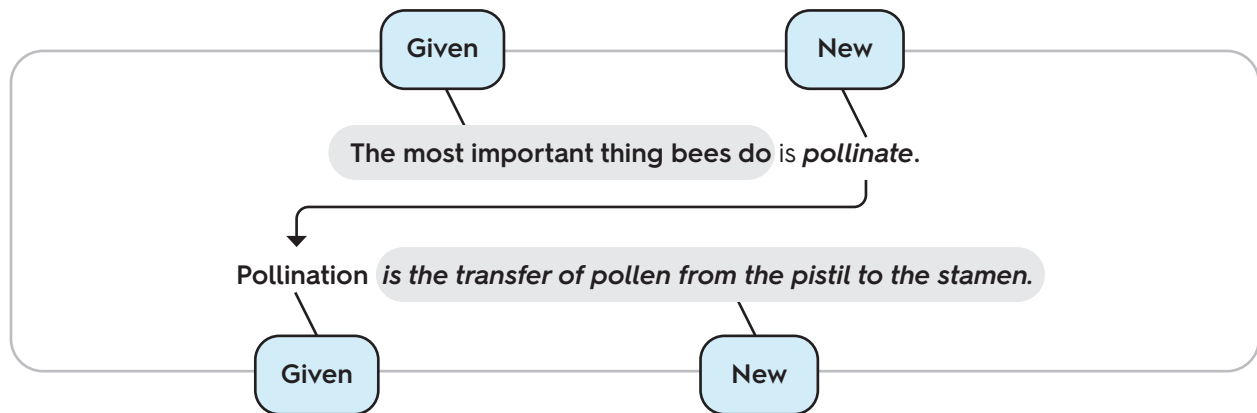 Given New
The most important thing bees do is pollinate.
Pollination is the transfer of pollen from the pistil to the stamen.
Given New